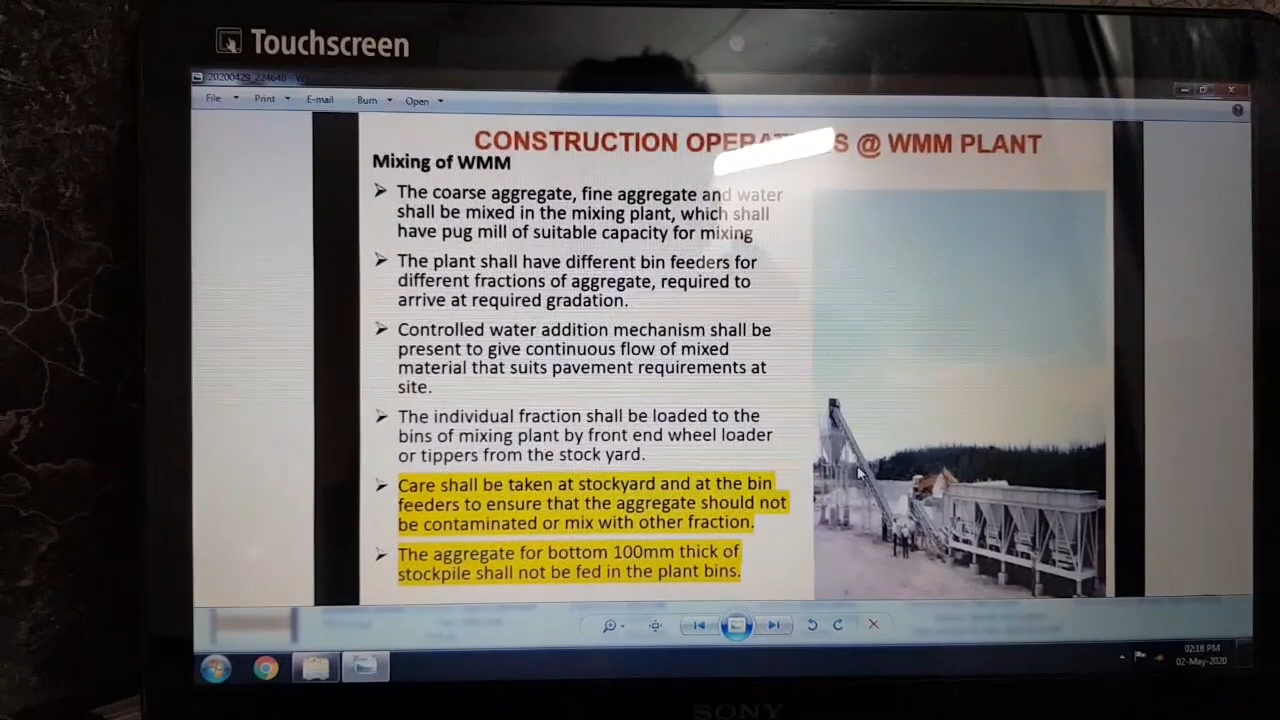 Touchscreen
20200429_224648 - W
File Print E-mail Burn Open
CONSTRUCTION S @ WMM PLANT
Mixing of WMM
➢ The coarse aggregate, fine aggregate and water
shall be mixed in the mixing plant, which shall
have pug mill of suitable capacity for mixing
➢ The plant shall have different bin feeders for
different fractions of aggregate, required to
arrive at required gradation.
➢ Controlled water addition mechanism shall be
present to give continuous flow of mixed
material that suits pavement requirements at
site.
➢ The individual fraction shall be loaded to the
bins of mixing plant by front end wheel loader
or tippers from the stock yard.
➢ Care shall be taken at stockyard and at the bin
feeders to ensure that the aggregate should not
be contaminated or mix with other fraction.
➢ The aggregate for bottom 100mm thick of
stockpile shall not be fed in the plant bins.
02:18 PM
02-May-2020
SONY